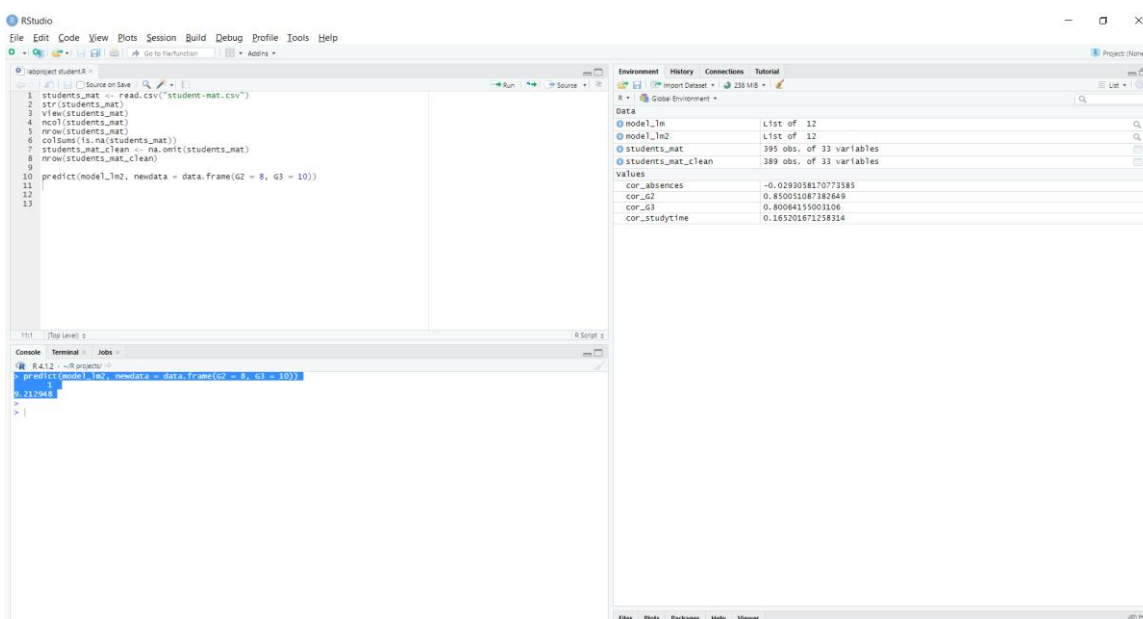 RStudio
File Edit Code View Plots Session Build Debug Profile Tools Help
Go to file/function Addins
Project: (None
labproject student.R
Source on Save Run Source
1 students_mat <- read.csv("student-mat.csv")
2 str(students_mat)
3 View(students_mat)
4 ncol(students_mat)
5 nrow(students_mat)
6 colSums(is.na(students_mat))
7 students_mat_clean <- na.omit(students_mat)
8 nrow(students_mat_clean)
9
10 predict(model_lm2, newdata = data.frame(G2 = 8, G3 = 10))
11
12
13
11:1 (Top Level) R Script
Console Terminal Jobs
R 4.1.2 · ~/R projects/
> predict(model_lm2, newdata = data.frame(G2 = 8, G3 = 10))
1
9.212948
>
>
Environment History Connections Tutorial
Import Dataset 238 MiB List
R Global Environment
Data
model_lm List of 12
model_lm2 List of 12
students_mat 395 obs. of 33 variables
students_mat_clean 389 obs. of 33 variables
values
cor_absences -0.0293058170773585
cor_G2 0.850051087382649
cor_G3 0.80064155003106
cor_studytime 0.165201671258314
Files Plots Packages Help Viewer